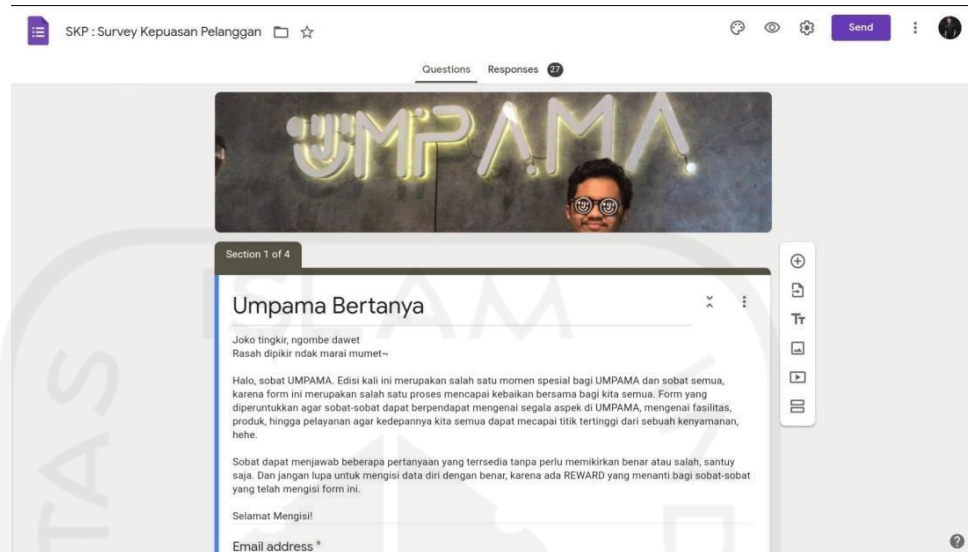 SKP : Survey Kepuasan Pelanggan
Send
Questions Responses 27
UMPAMA
Section 1 of 4
Umpama Bertanya
Joko tingkir, ngombe dawet
Rasah dipikir ndak marai mumet~
Halo, sobat UMPAMA. Edisi kali ini merupakan salah satu momen spesial bagi UMPAMA dan sobat semua,
karena form ini merupakan salah satu proses mencapai kebaikan bersama bagi kita semua. Form yang
diperuntukkan agar sobat-sobat dapat berpendapat mengenai segala aspek di UMPAMA, mengenai fasilitas,
produk, hingga pelayanan agar kedepannya kita semua dapat mecapai titik tertinggi dari sebuah kenyamanan,
hehe.
Sobat dapat menjawab beberapa pertanyaan yang terrsedia tanpa perlu memikirkan benar atau salah, santuy
saja. Dan jangan lupa untuk mengisi data diri dengan benar, karena ada REWARD yang menanti bagi sobat-sobat
yang telah mengisi form ini.
Selamat Mengisi!
Email address *
Tт
ISLAM
TAS